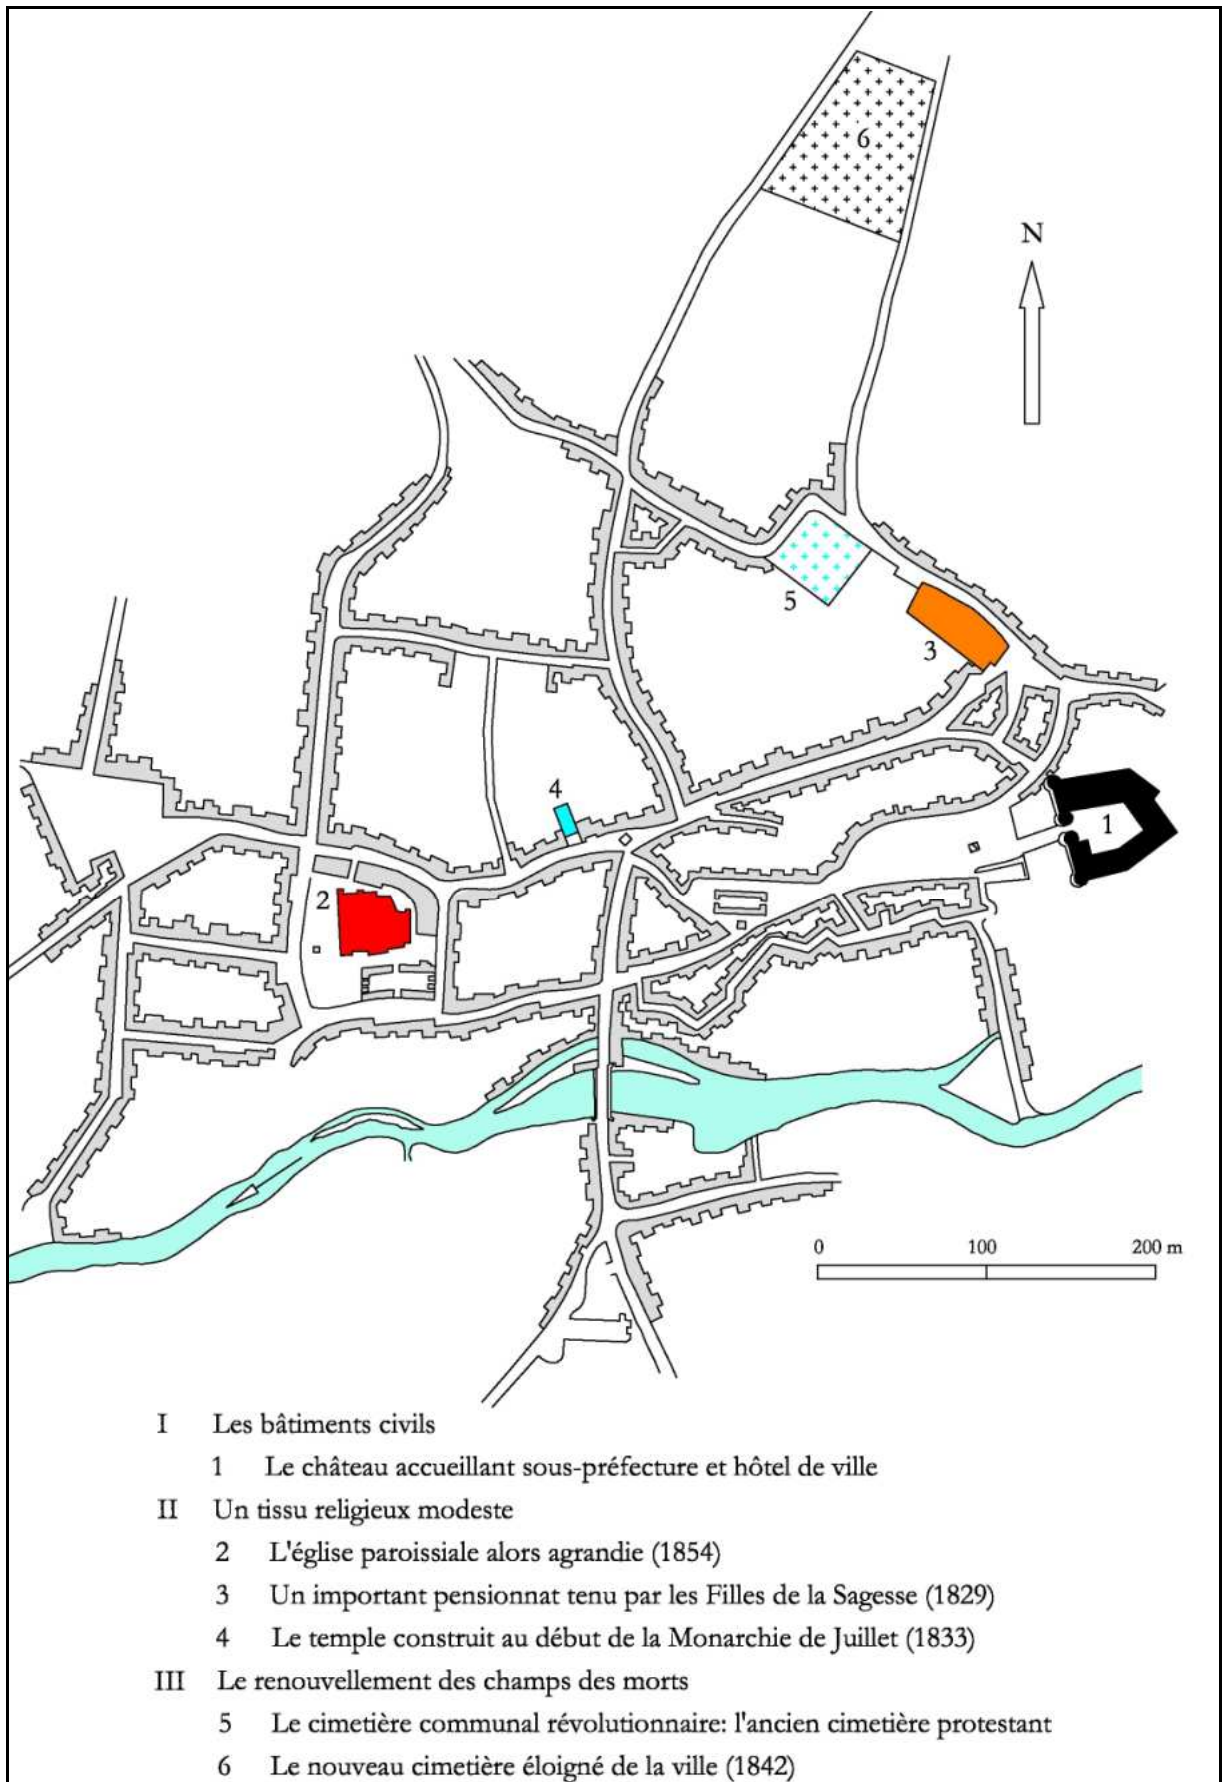 6
N
5
3
4
1
2
0 100 200 m
I Les bâtiments civils
1 Le château accueillant sous-préfecture et hôtel de ville
II Un tissu religieux modeste
2 L'église paroissiale alors agrandie (1854)
3 Un important pensionnat tenu par les Filles de la Sagesse (1829)
4 Le temple construit au début de la Monarchie de Juillet (1833)
III Le renouvellement des champs des morts
5 Le cimetière communal révolutionnaire: l'ancien cimetière protestant
6 Le nouveau cimetière éloigné de la ville (1842)